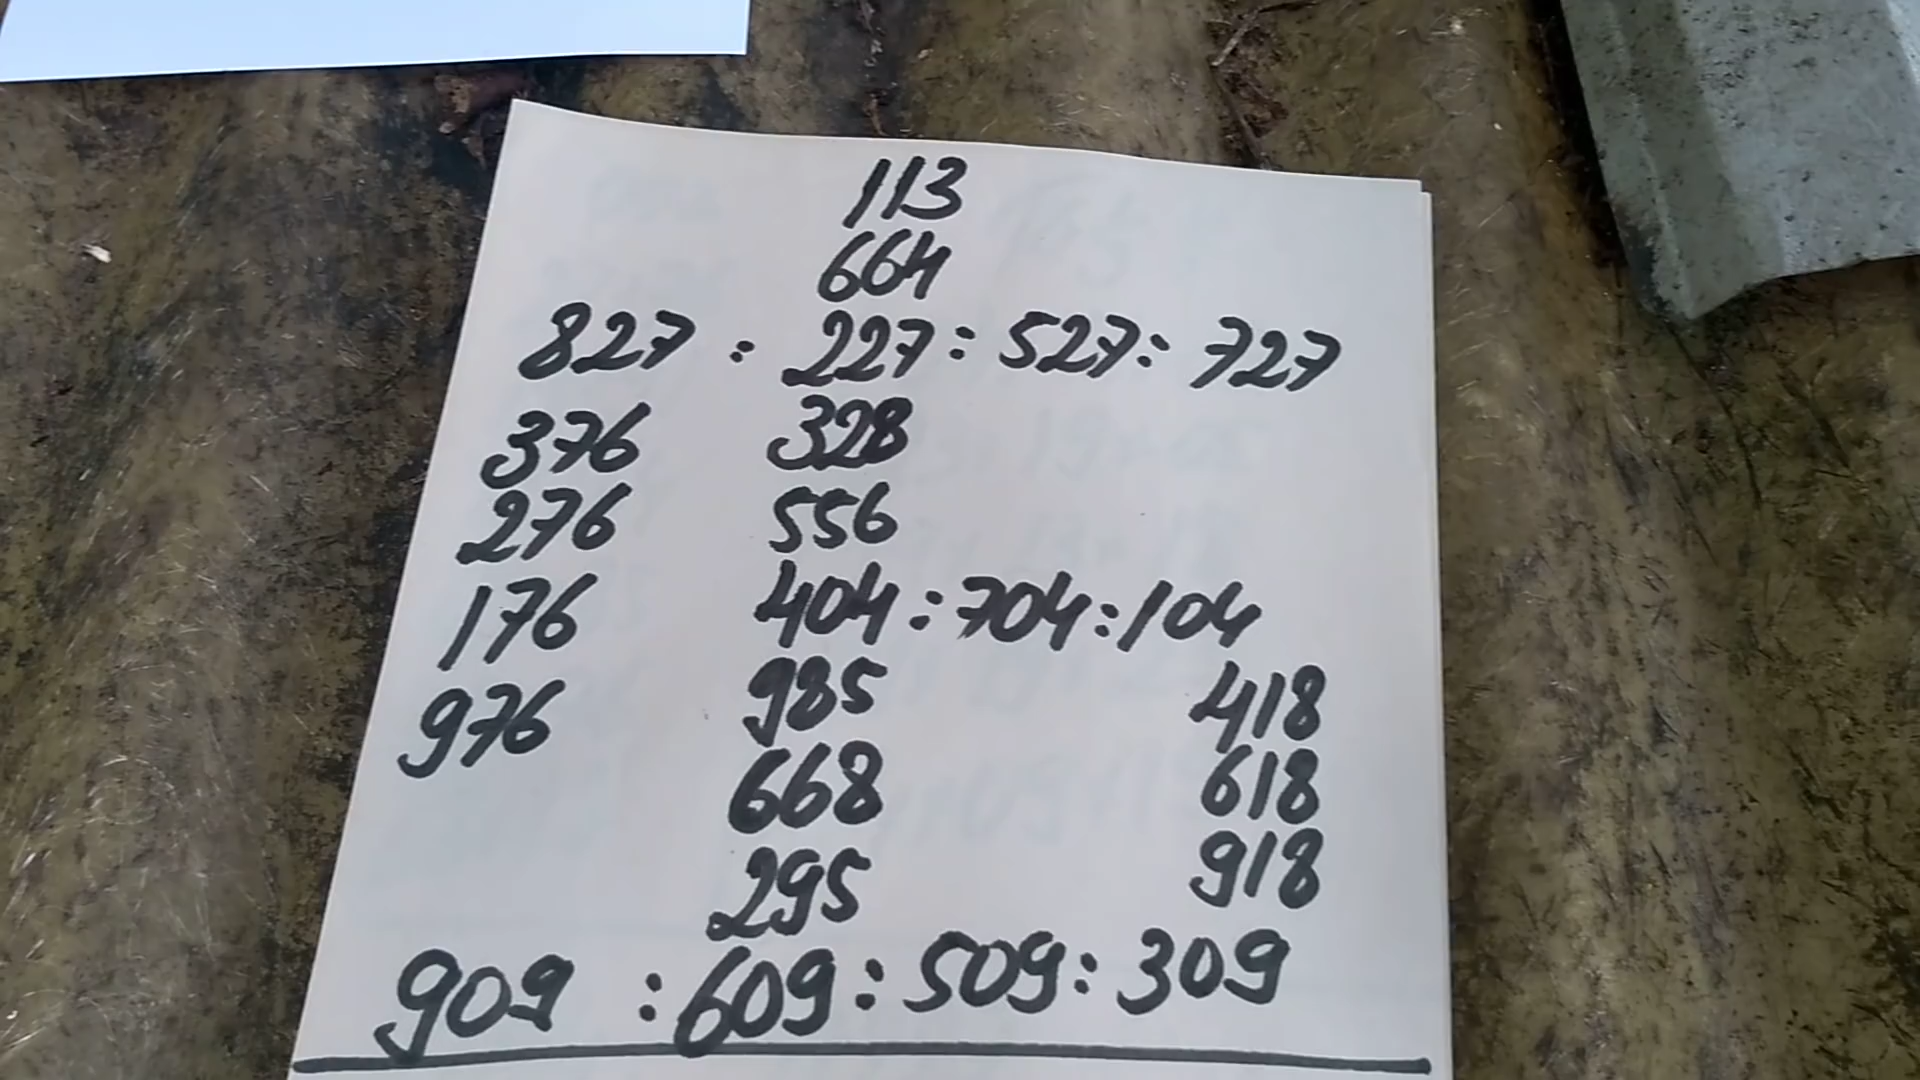 113
664
827 : 227 : 527 : 727
376 328
276 556
176 404 : 704 : 104
976 985 418
668 618
295 918
909 : 609 : 509 : 309